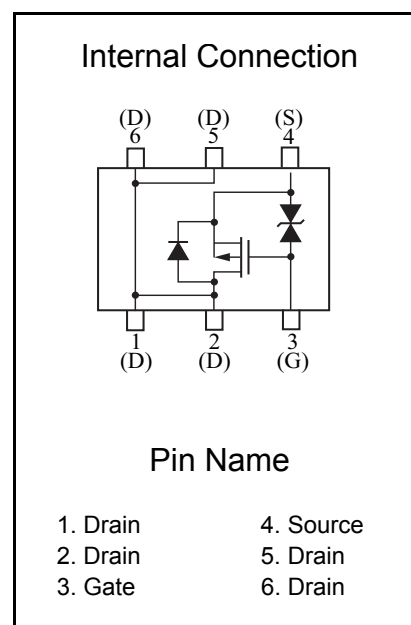 Internal Connection
(D) (D) (S)
6 5 4
1 2 3
(D) (D) (G)
Pin Name
1. Drain 4. Source
2. Drain 5. Drain
3. Gate 6. Drain